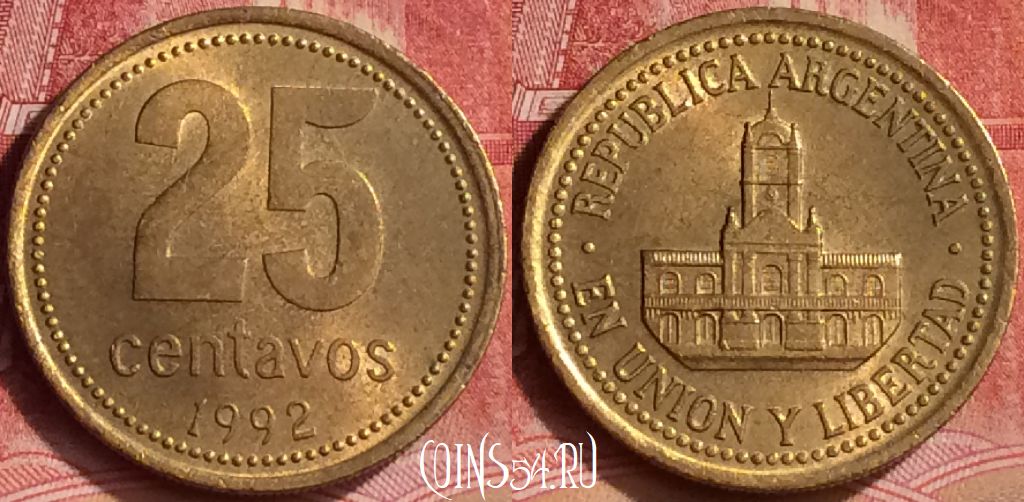 25
centavos
1992
· REPUBLICA ARGENTINA ·
EN UNION Y LIBERTAD
COINS54.RU